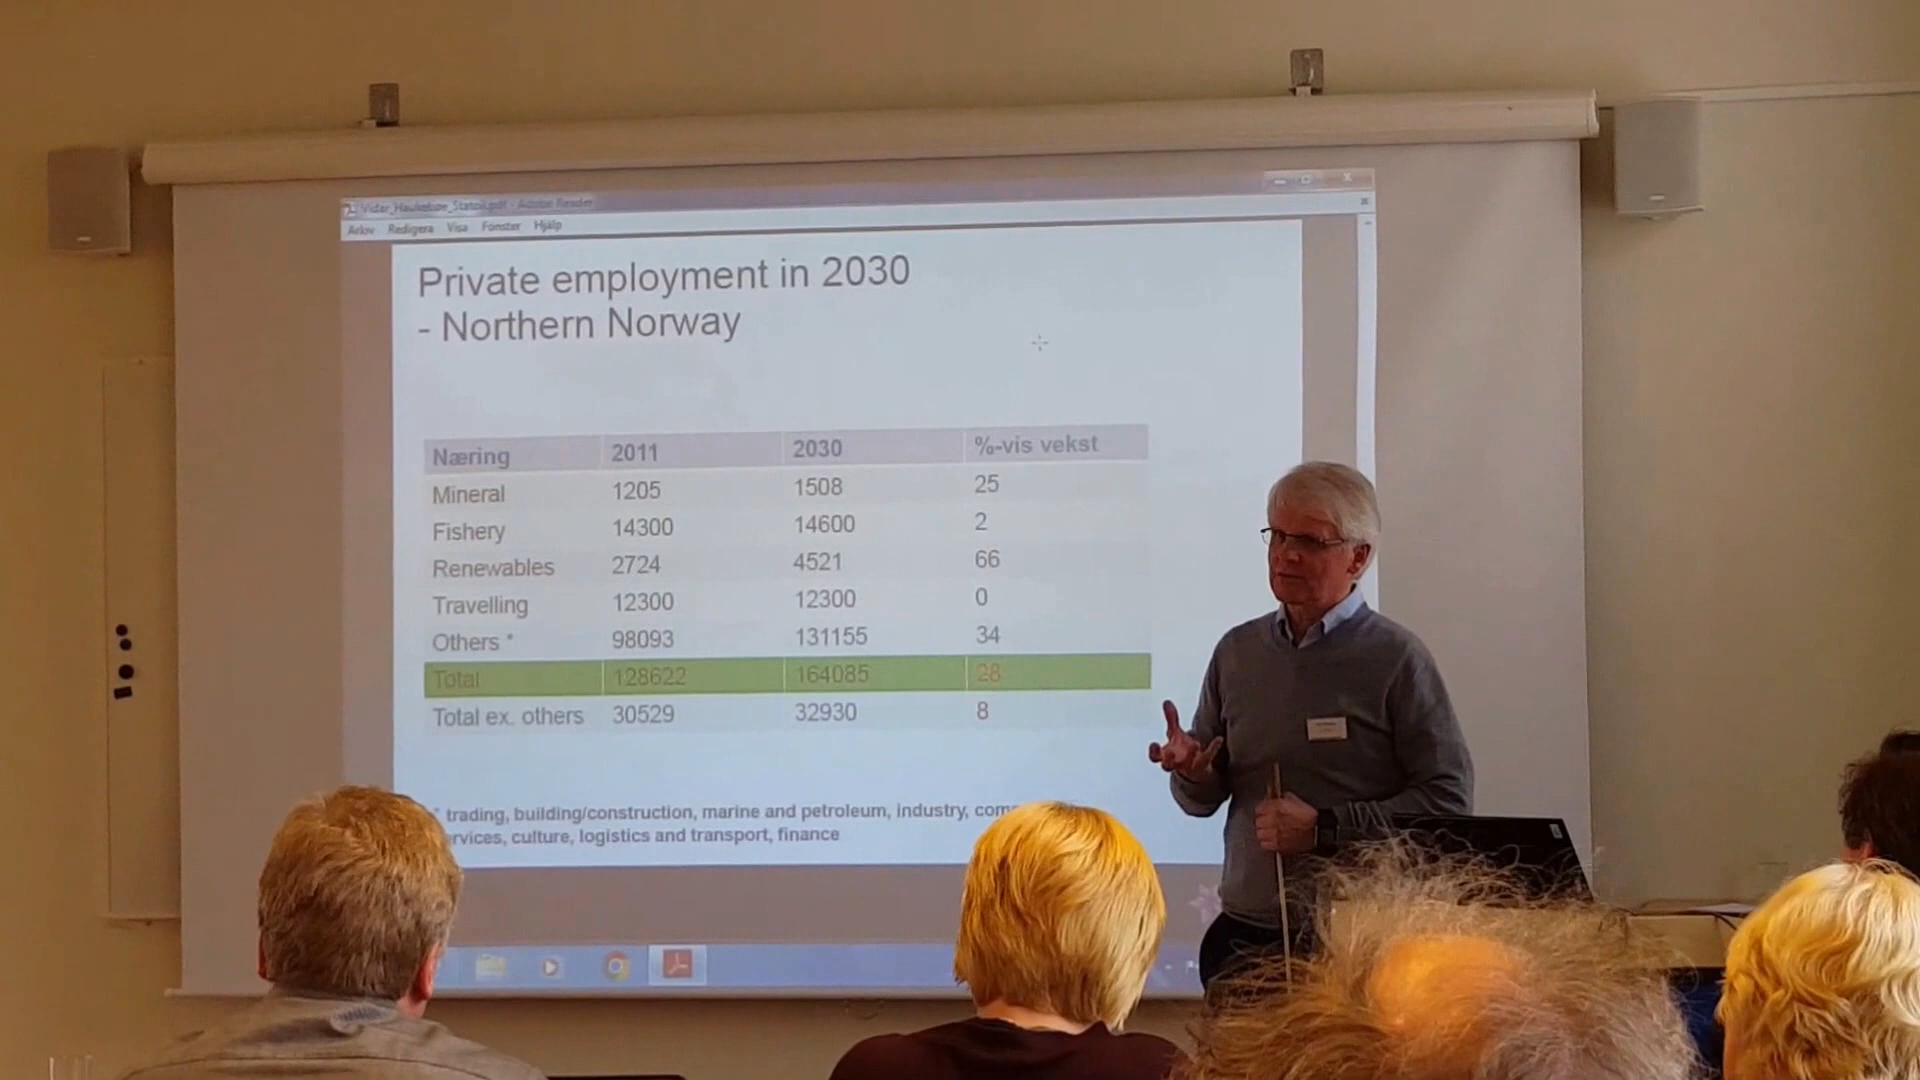 Vidar_Haukeboe_Statoil.pdf - Adobe Reader
Arkiv Redigera Visa Fönster Hjälp
Private employment in 2030
- Northern Norway
Næring 2011 2030 %-vis vekst
Mineral 1205 1508 25
Fishery 14300 14600 2
Renewables 2724 4521 66
Travelling 12300 12300 0
Others * 98093 131155 34
Total 128622 164085 28
Total ex. others 30529 32930 8
* trading, building/construction, marine and petroleum, industry,
culture, logistics and transport, finance